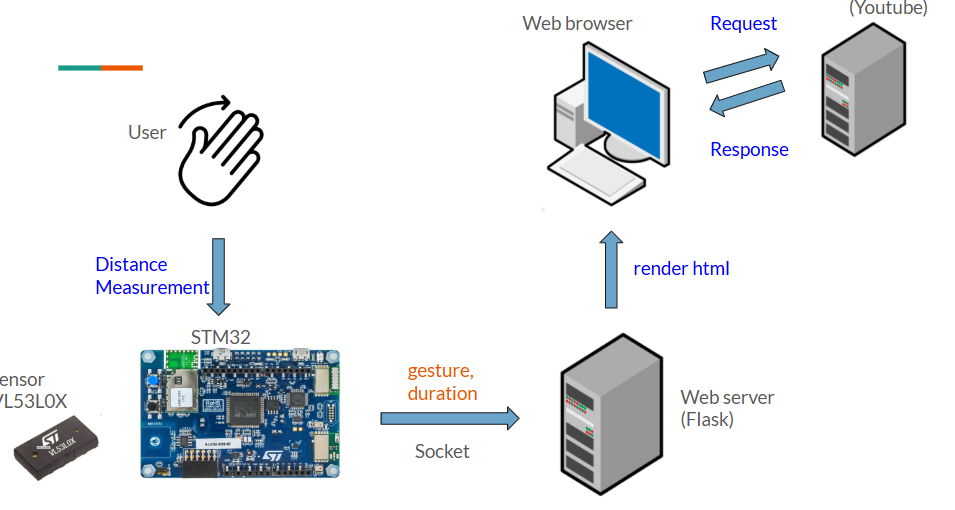 (Youtube)
Web browser
Request
User
Response
Distance
Measurement
render html
STM32
ensor
VL53L0X
gesture,
duration
Web server
(Flask)
Socket
VL53L0X